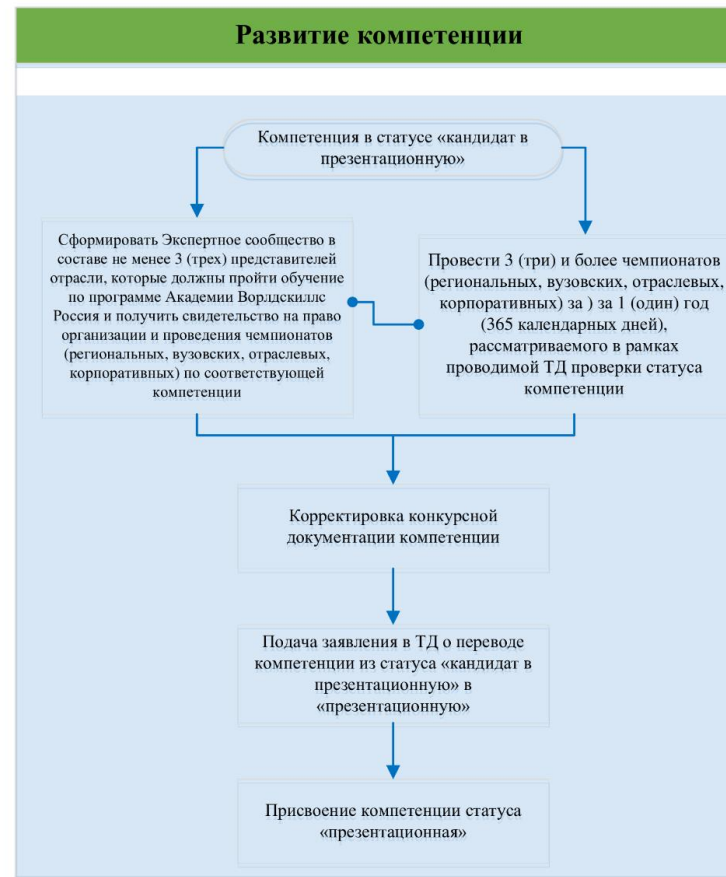 Развитие компетенции
Компетенция в статусе «кандидат в
презентационную»
Сформировать Экспертное сообщество в
составе не менее 3 (трех) представителей
отрасли, которые должны пройти обучение
по программе Академии Ворлдскиллс
Россия и получить свидетельство на право
организации и проведения чемпионатов
(региональных, вузовских, отраслевых,
корпоративных) по соответствующей
компетенции
Провести 3 (три) и более чемпионатов
(региональных, вузовских, отраслевых,
корпоративных) за ) за 1 (один) год
(365 календарных дней),
рассматриваемого в рамках
проводимой ТД проверки статуса
компетенции
Корректировка конкурсной
документации компетенции
Подача заявления в ТД о переводе
компетенции из статуса «кандидат в
презентационную» в
«презентационную»
Присвоение компетенции статуса
«презентационная»